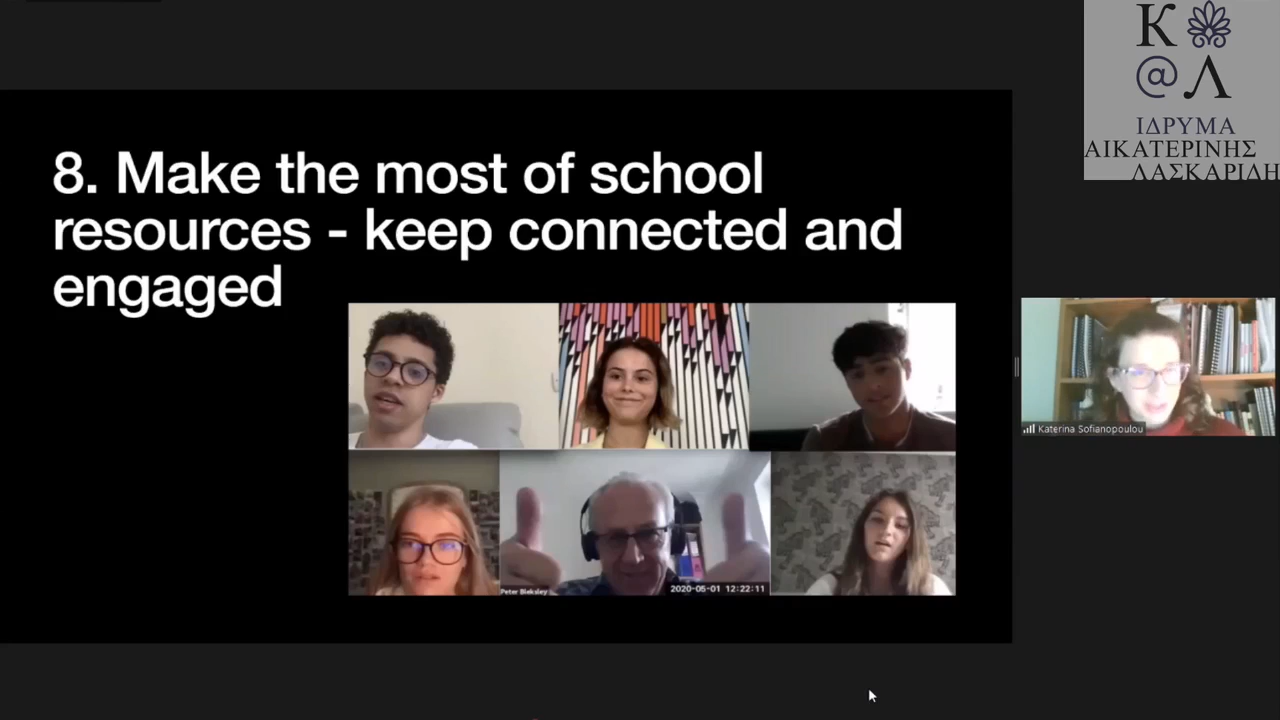 8. Make the most of school
resources - keep connected and
engaged
Peter Bleksley
2020-05-01 12:22:11
Katerina Sofianopoulou
Κ
@ Λ
ΙΔΡΥΜΑ
ΑΙΚΑΤΕΡΙΝΗΣ
ΛΑΣΚΑΡΙΔΗ